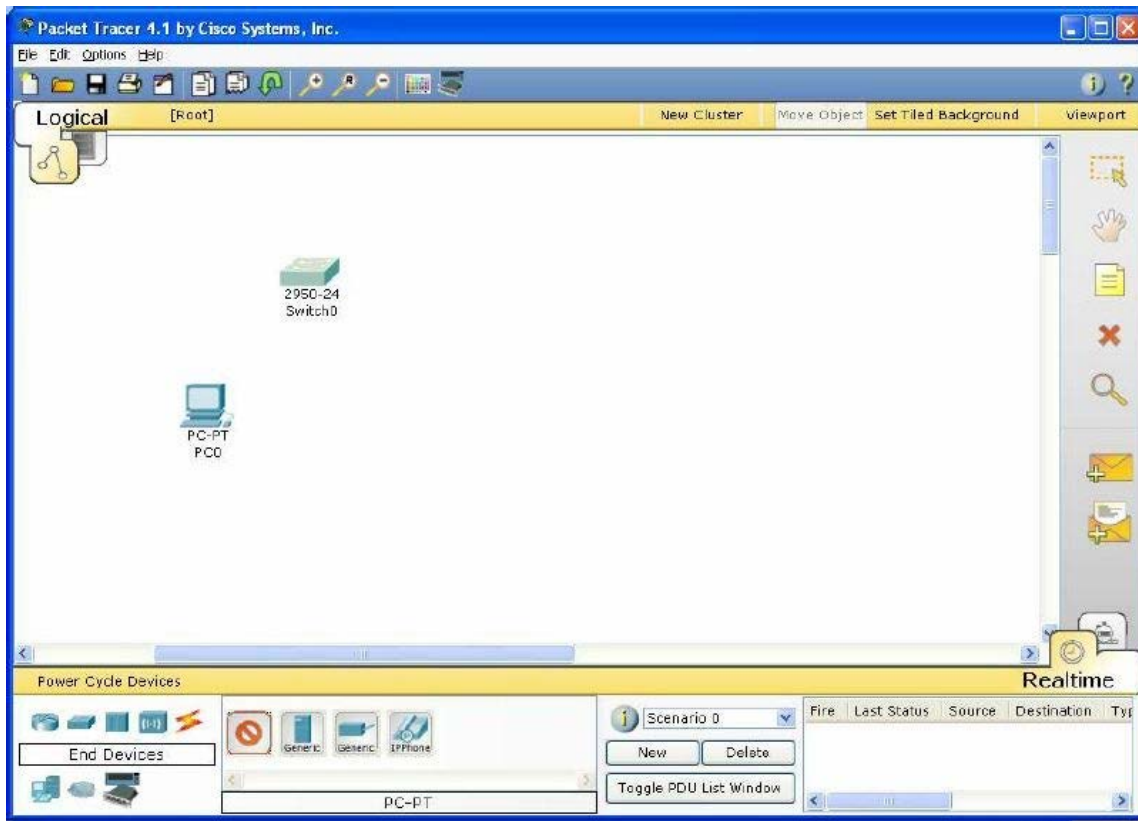 Packet Tracer 4.1 by Cisco Systems, Inc.
File Edit Options Help
Logical [Root] New Cluster Move Object Set Tiled Background Viewport
2950-24
Switch0
PC-PT
PC0
Power Cycle Devices Realtime
End Devices
Generic Generic IPPhone
PC-PT
Scenario 0
New Delete
Toggle PDU List Window
Fire Last Status Source Destination Typ